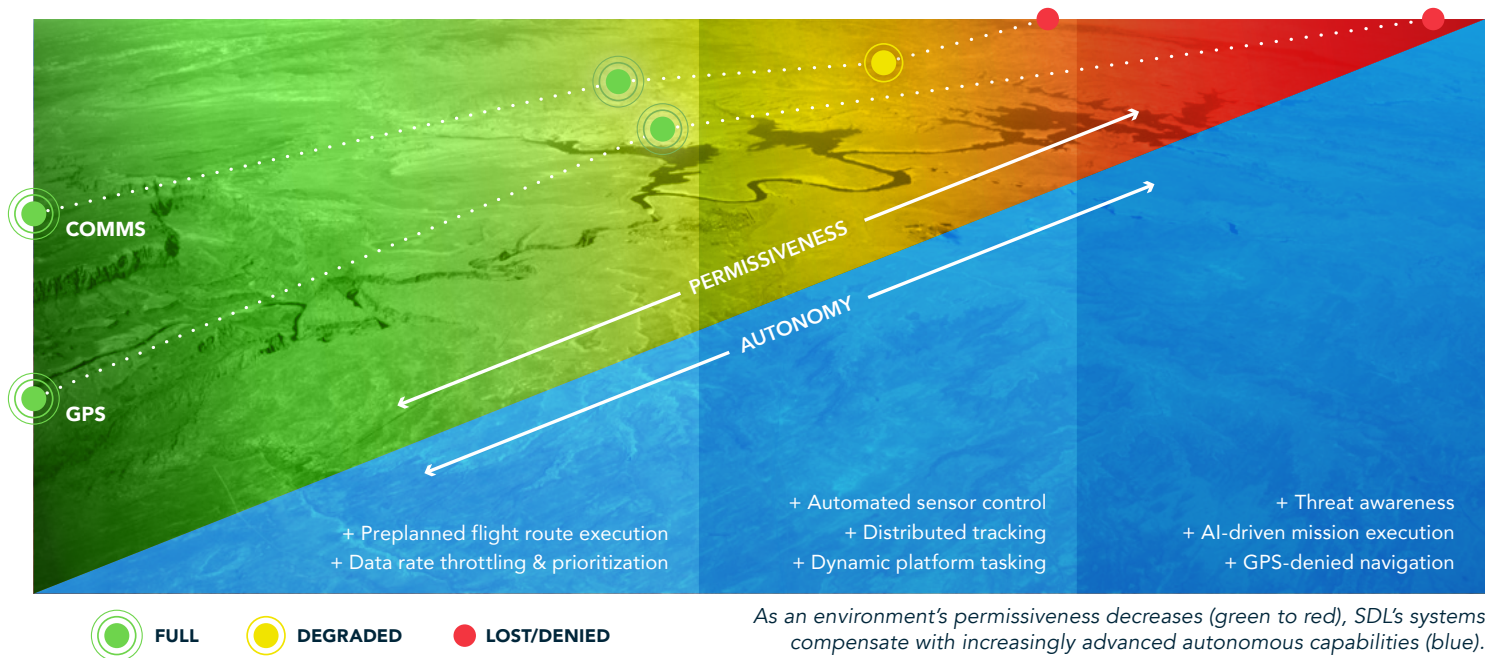 COMMS
GPS
PERMISSIVENESS
AUTONOMY
+ Preplanned flight route execution
+ Data rate throttling & prioritization
+ Automated sensor control
+ Distributed tracking
+ Dynamic platform tasking
+ Threat awareness
+ AI-driven mission execution
+ GPS-denied navigation
FULL
DEGRADED
LOST/DENIED
As an environment’s permissiveness decreases (green to red), SDL’s systems
compensate with increasingly advanced autonomous capabilities (blue).